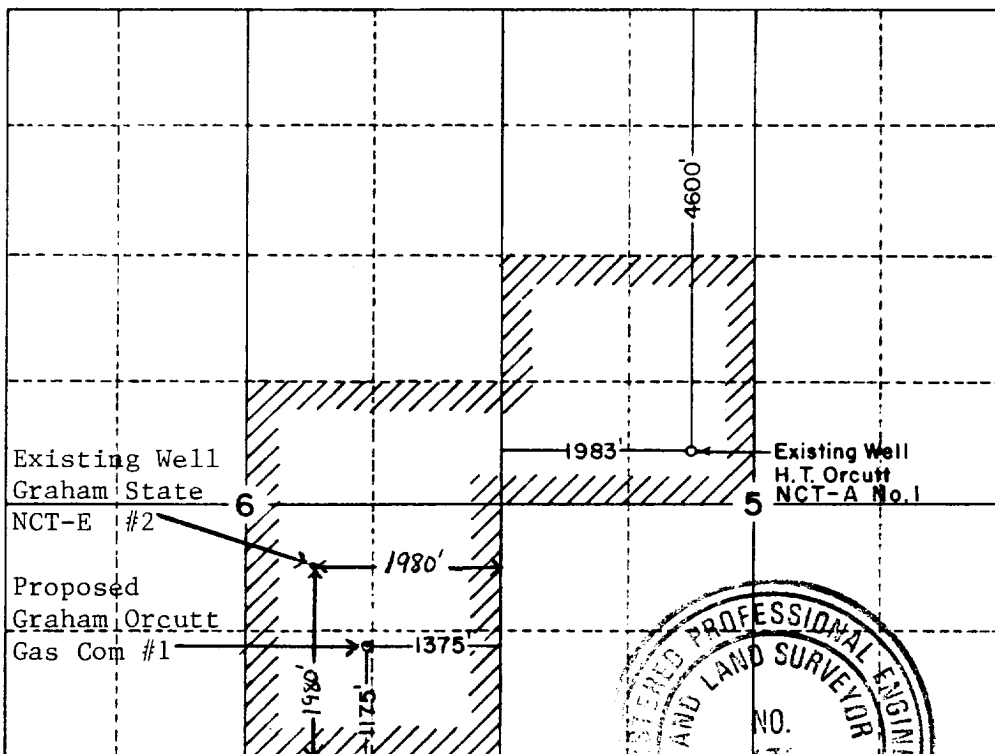 4600'
1983'
Existing Well
H.T. Orcutt
NCT-A No.1
Existing Well
Graham State
NCT-E #2
6
5
1980'
Proposed
Graham Orcutt
Gas Com #1
1375'
1980'
1175'
PROFESSIONAL
AND LAND SURVEYOR
NO.